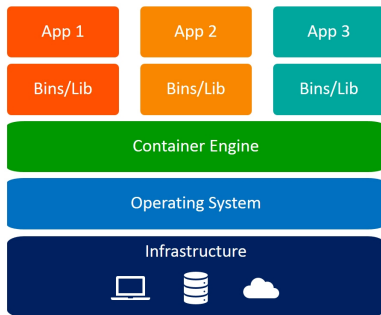 App 1 App 2 App 3
Bins/Lib Bins/Lib Bins/Lib
Container Engine
Operating System
Infrastructure